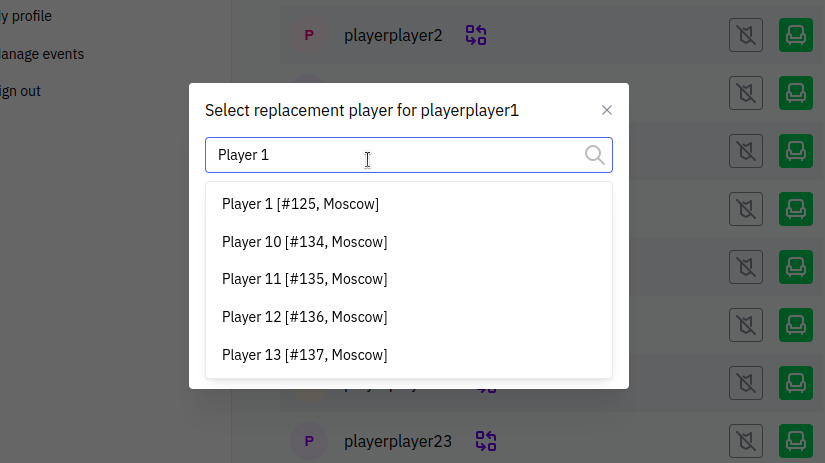 y profile
P playerplayer2
anage events
ign out
Select replacement player for playerplayer1
Player 1
Player 1 [#125, Moscow]
Player 10 [#134, Moscow]
Player 11 [#135, Moscow]
Player 12 [#136, Moscow]
Player 13 [#137, Moscow]
P playerplayer23